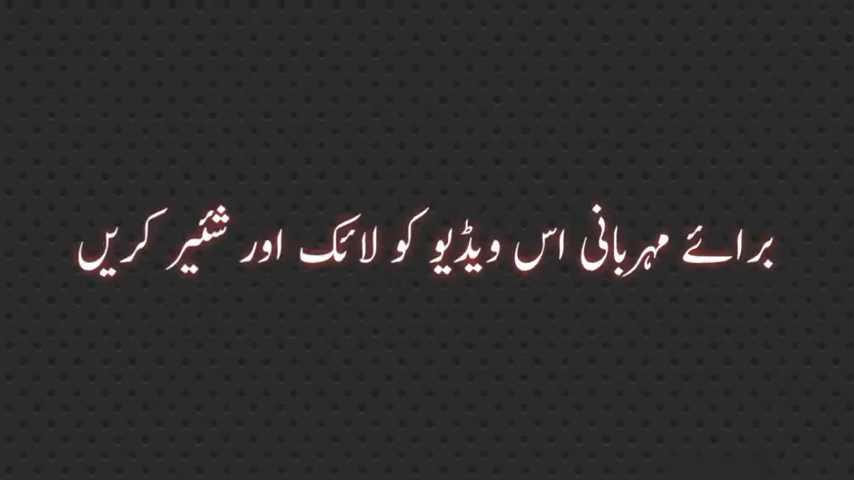 برائے مہربانی اس ویڈیو کو لائک اور شئیر کریں